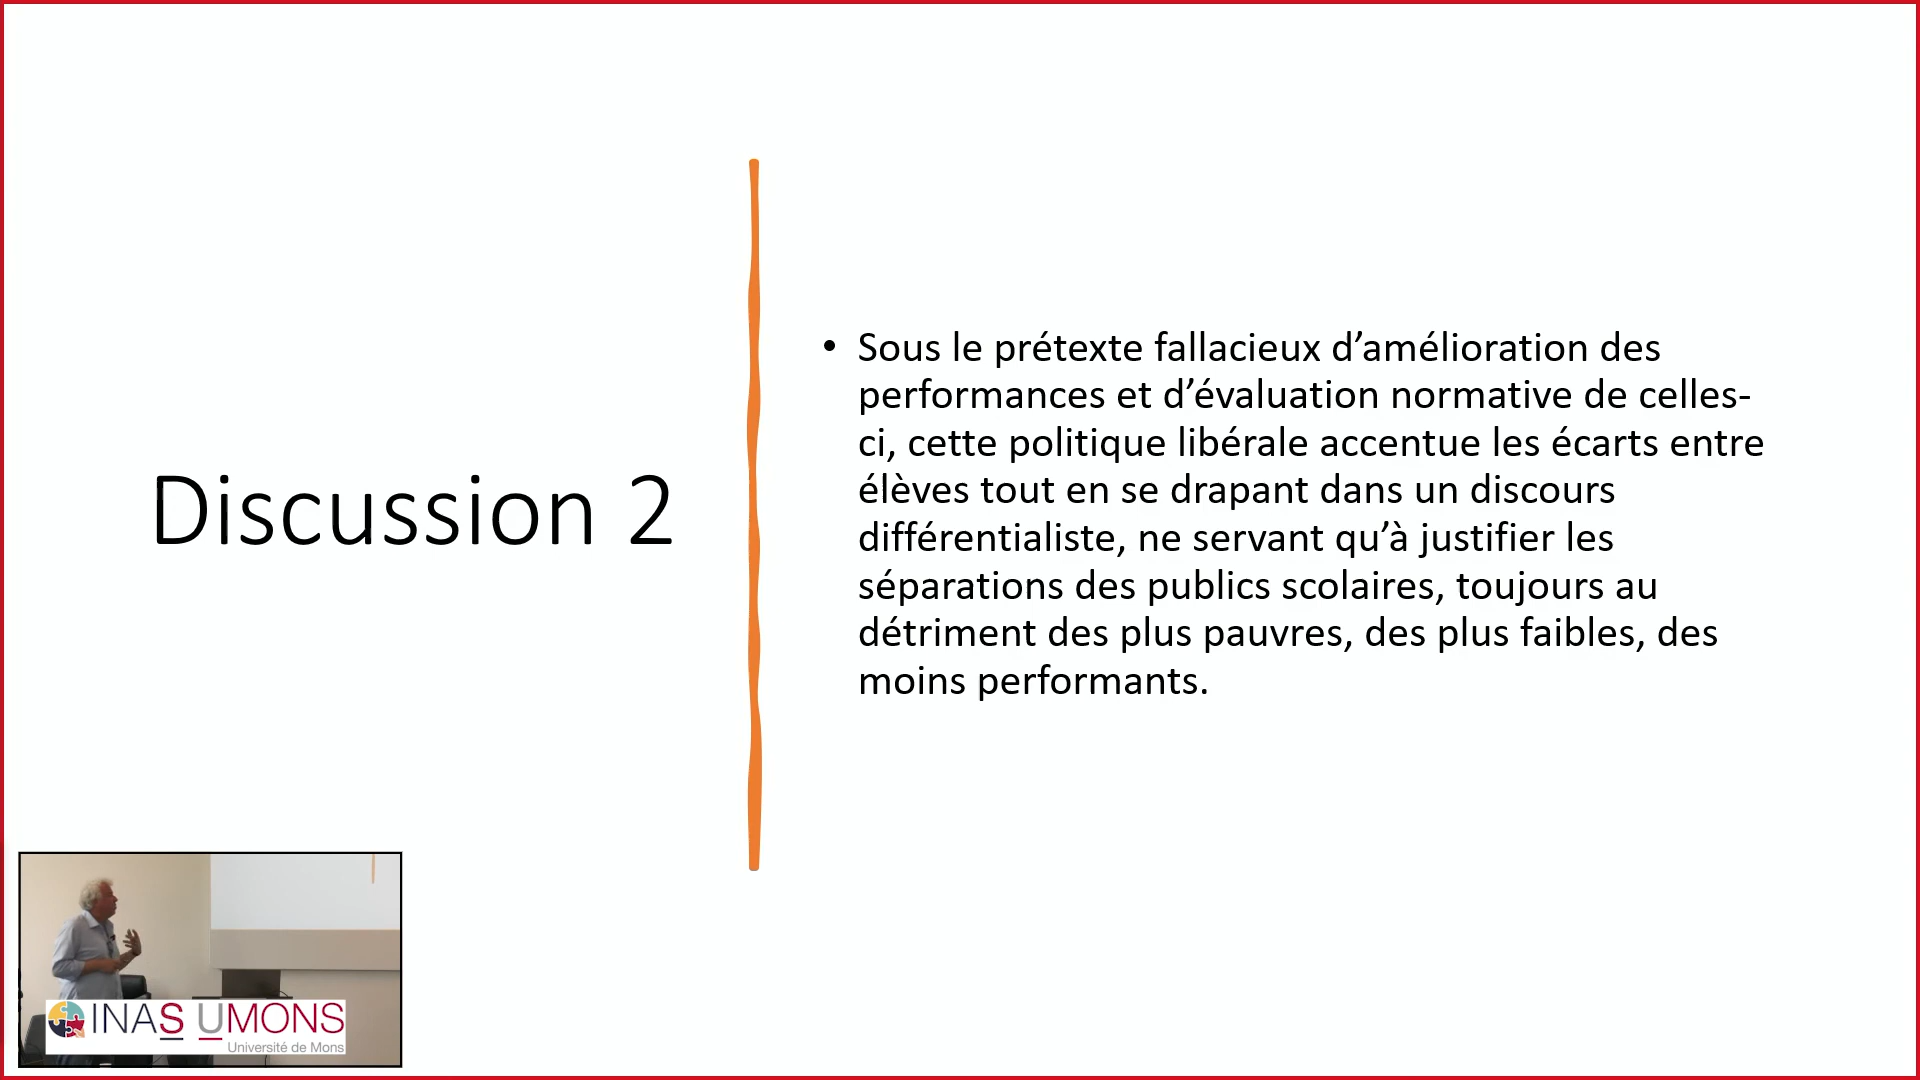 Discussion 2
• Sous le prétexte fallacieux d’amélioration des
performances et d’évaluation normative de celles-
ci, cette politique libérale accentue les écarts entre
élèves tout en se drapant dans un discours
différentialiste, ne servant qu’à justifier les
séparations des publics scolaires, toujours au
détriment des plus pauvres, des plus faibles, des
moins performants.
INAS UMONS
Université de Mons